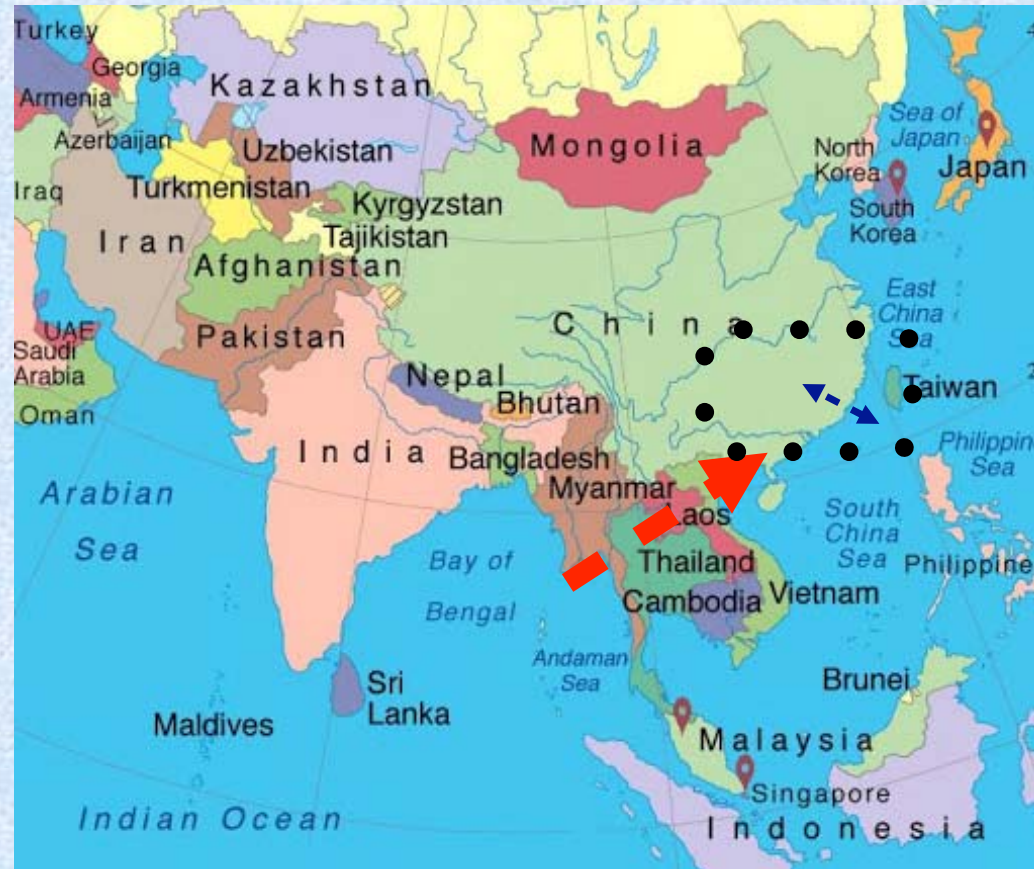 Turkey
Georgia
Armenia
Azerbaijan
Kazakhstan
Uzbekistan
Turkmenistan
Kyrgyzstan
Tajikistan
Mongolia
Sea of
Japan
North
Korea
Japan
South
Korea
Iraq
Iran
Afghanistan
Pakistan
China
East
China
Sea
UAE
Saudi
Arabia
Oman
Nepal
Bhutan
Taiwan
India
Bangladesh
Myanmar
Laos
Philippin
Sea
Arabian
Sea
South
China
Sea
Bay of
Bengal
Thailand
Cambodia
Vietnam
Philippine
Andaman
Sea
Brunei
Sri
Lanka
Maldives
Malaysia
Singapore
Indian Ocean
Indonesia